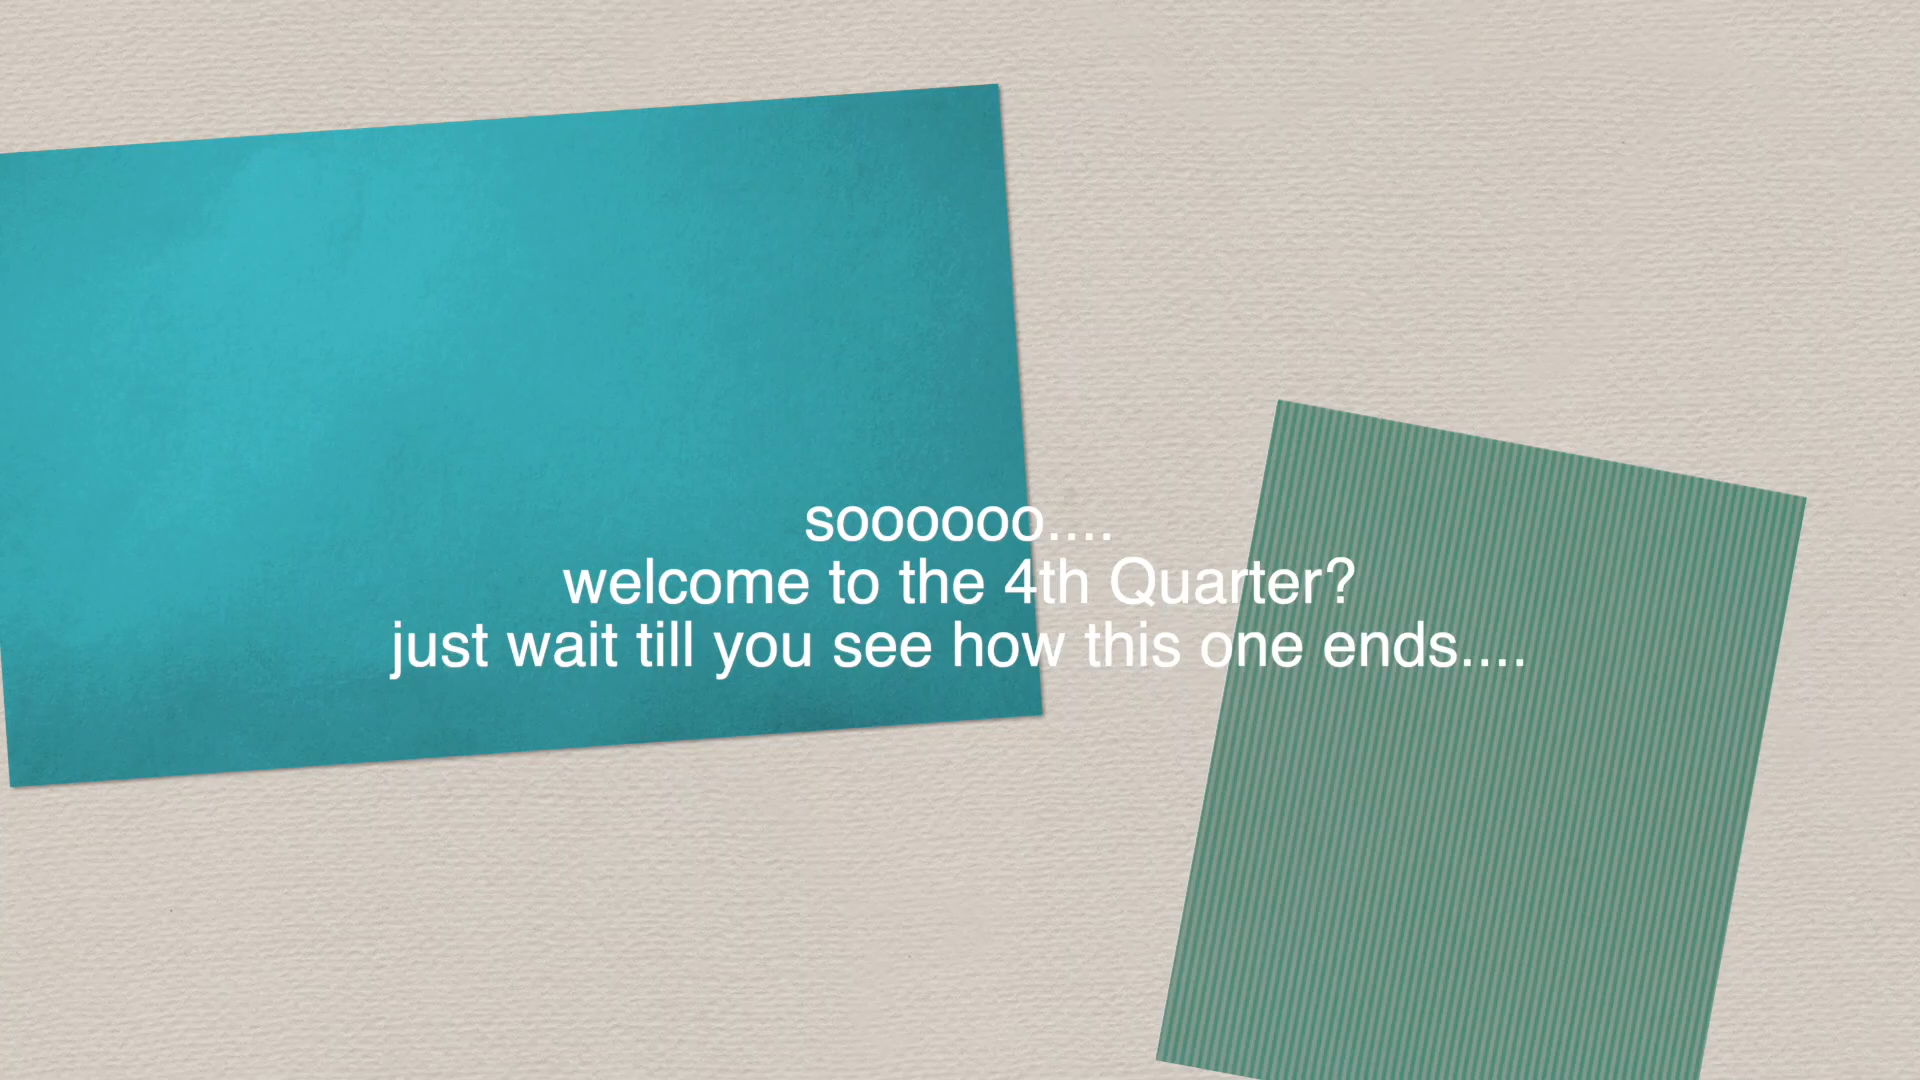 soooooo....
welcome to the 4th Quarter?
just wait till you see how this one ends....